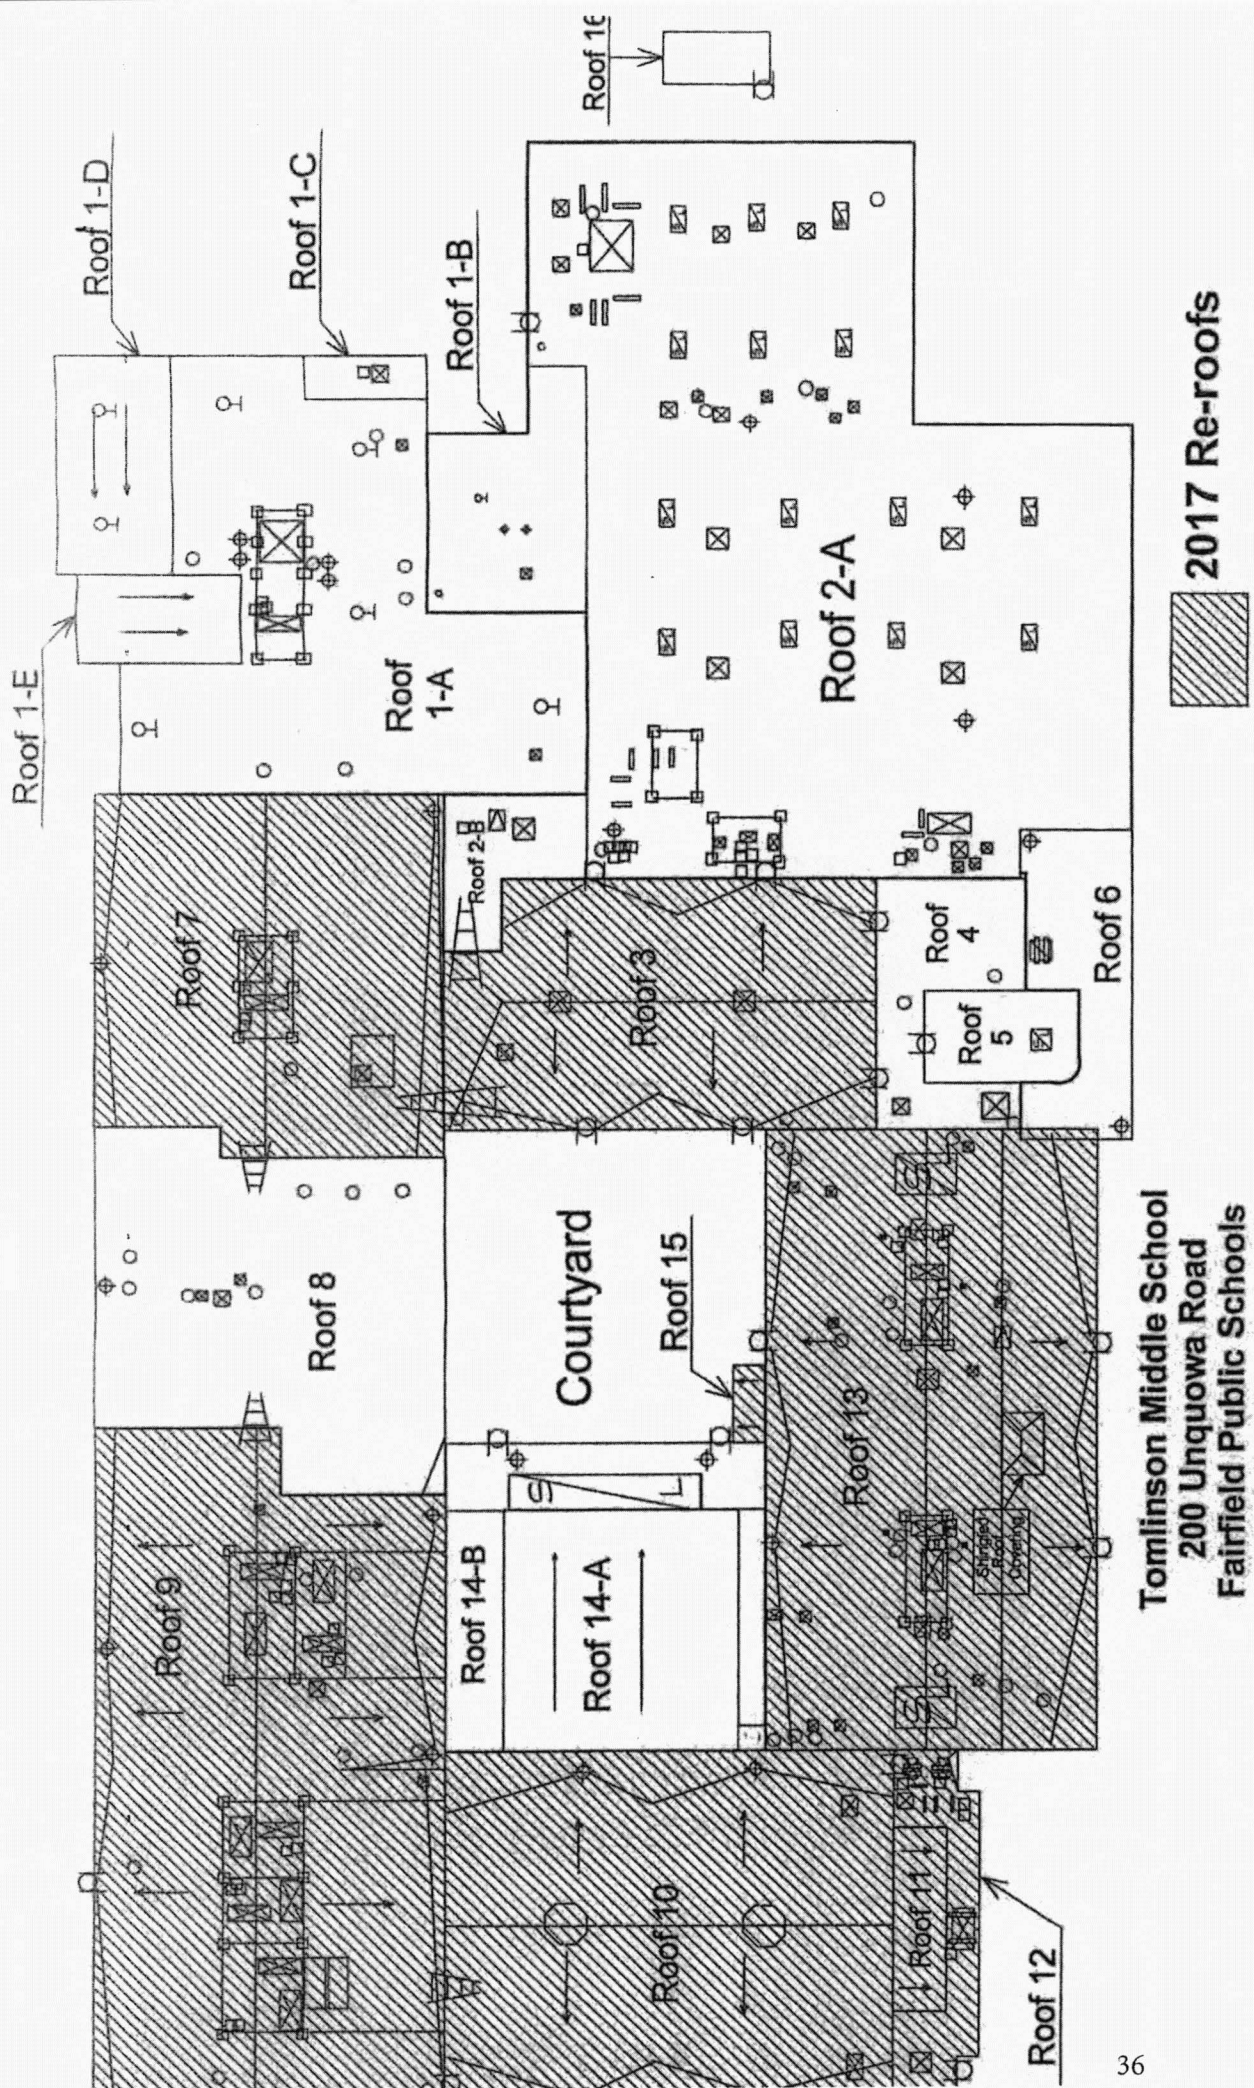 Roof 16
Roof 1-D
Roof 1-C
Roof 1-B
Roof 1-E
Roof
1-A
Roof 2-A
Roof 2-B
Roof 7
Roof 3
Roof
4
Roof
5
Roof 6
Roof 8
Courtyard
Roof 15
Roof 13
Shingled
Roof
Covering
S
L
S L
S L
Roof 9
Roof 14-B
Roof 14-A
Roof 10
Roof 11
Roof 12
2017 Re-roofs
Tomlinson Middle School
200 Unquowa Road
Fairfield Public Schools
36